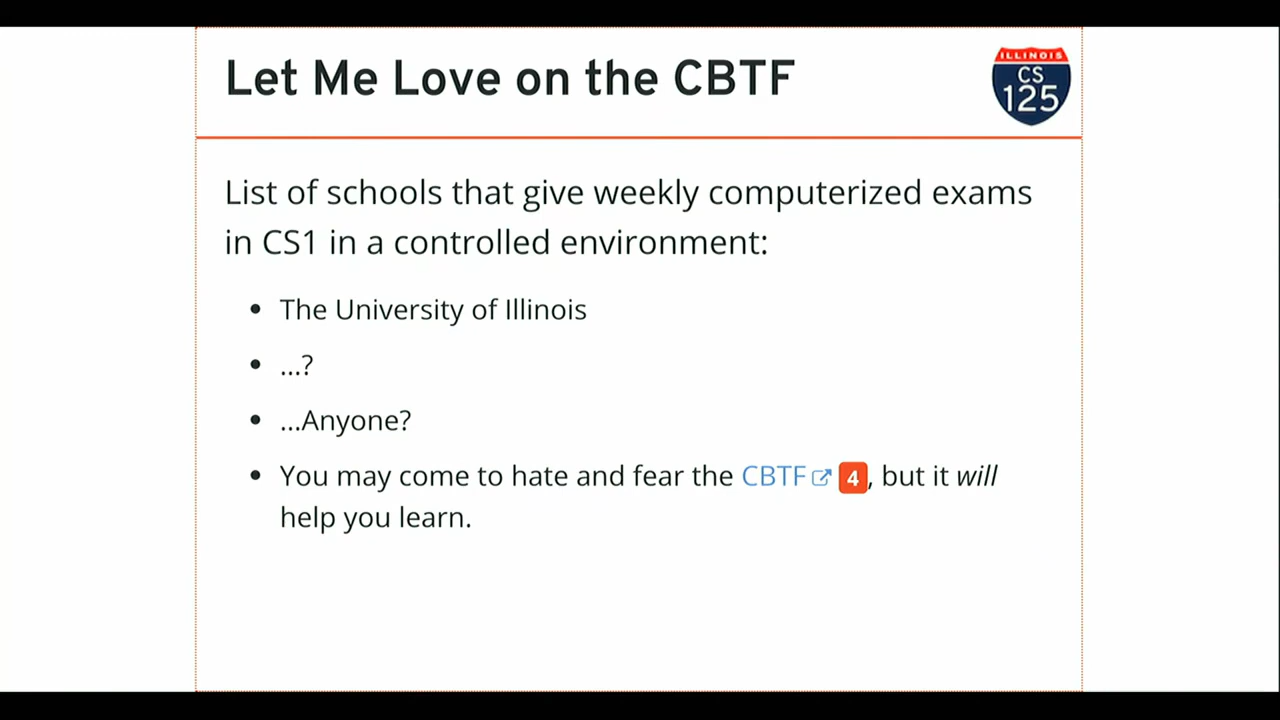 Let Me Love on the CBTF
ILLINOIS
CS
125
List of schools that give weekly computerized exams
in CS1 in a controlled environment:
• The University of Illinois
• ...?
• ...Anyone?
• You may come to hate and fear the CBTF 4, but it will
help you learn.